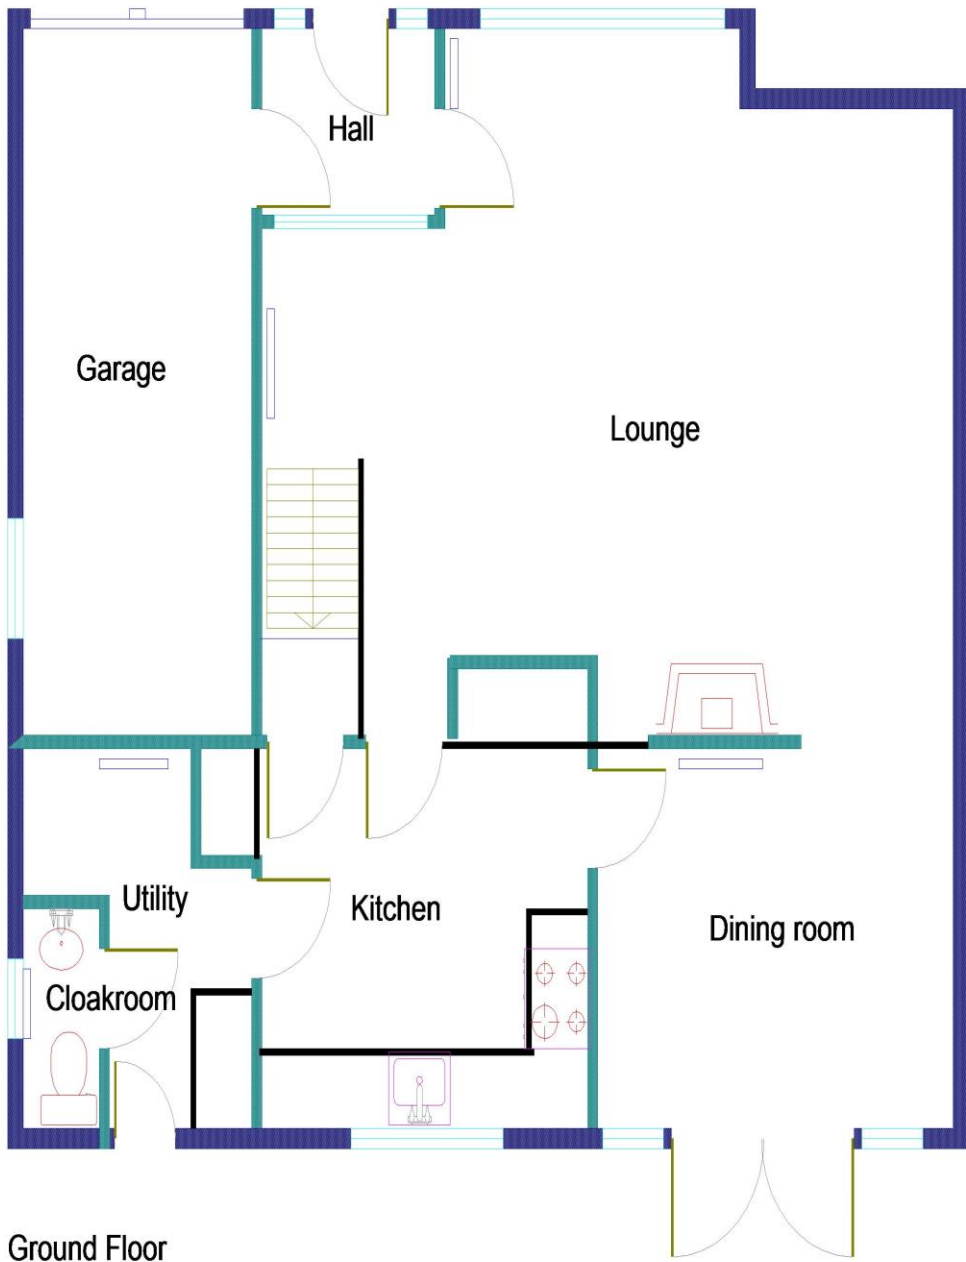 Hall
Garage
Lounge
Utility
Kitchen
Dining room
Cloakroom
Ground Floor